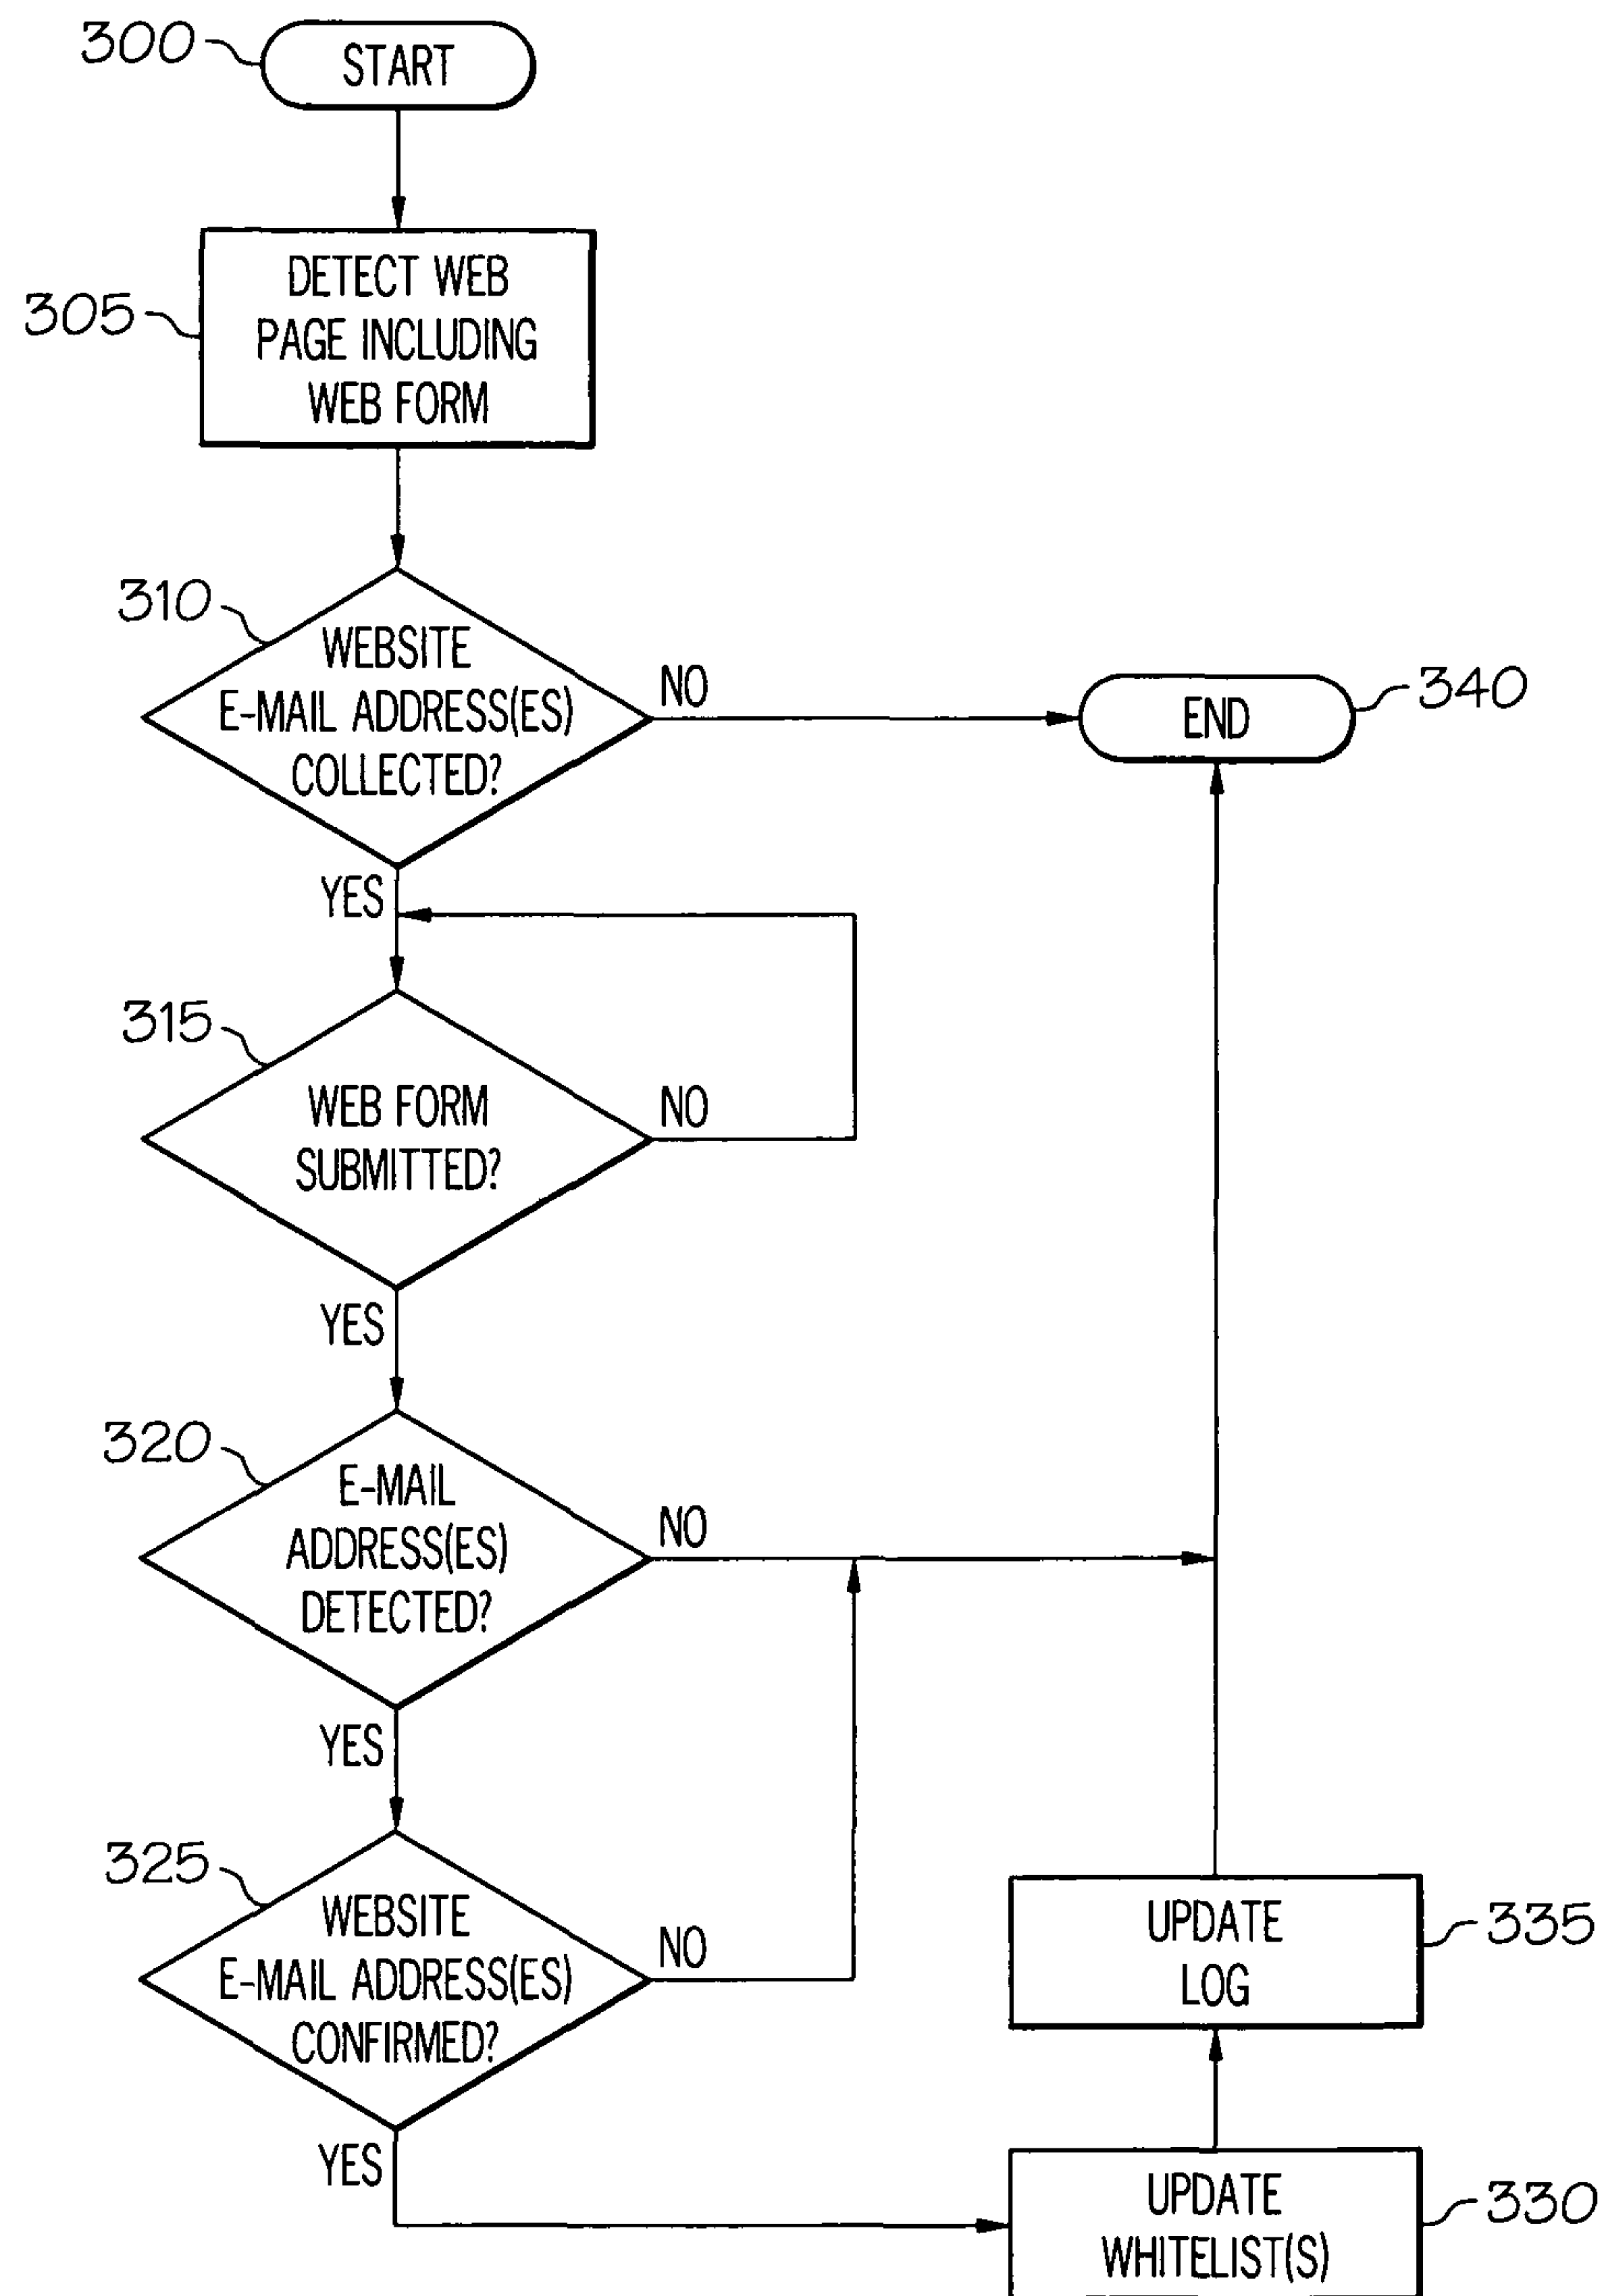 300
START
305
DETECT WEB
PAGE INCLUDING
WEB FORM
310
WEBSITE
E-MAIL ADDRESS(ES)
COLLECTED?
NO
END
340
YES
315
WEB FORM
SUBMITTED?
NO
YES
320
E-MAIL
ADDRESS(ES)
DETECTED?
NO
YES
325
WEBSITE
E-MAIL ADDRESS(ES)
CONFIRMED?
NO
YES
UPDATE
LOG
335
UPDATE
WHITELIST(S)
330